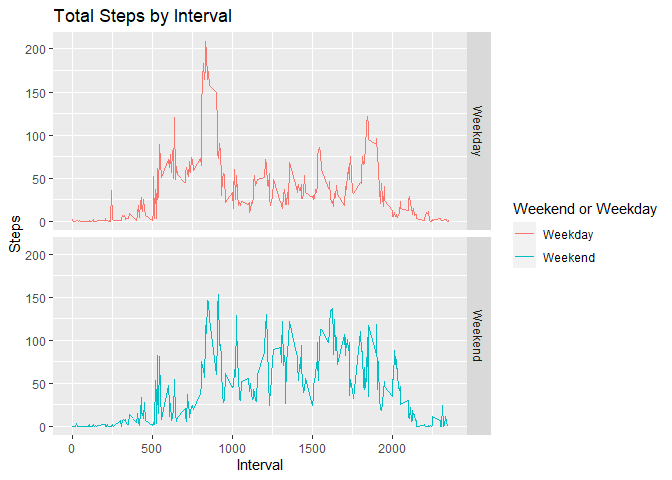 Total Steps by Interval
Steps
200
150
100
50
0
Weekday
200
150
100
50
0
Weekend
0 500 1000 1500 2000
Interval
Weekend or Weekday
Weekday
Weekend